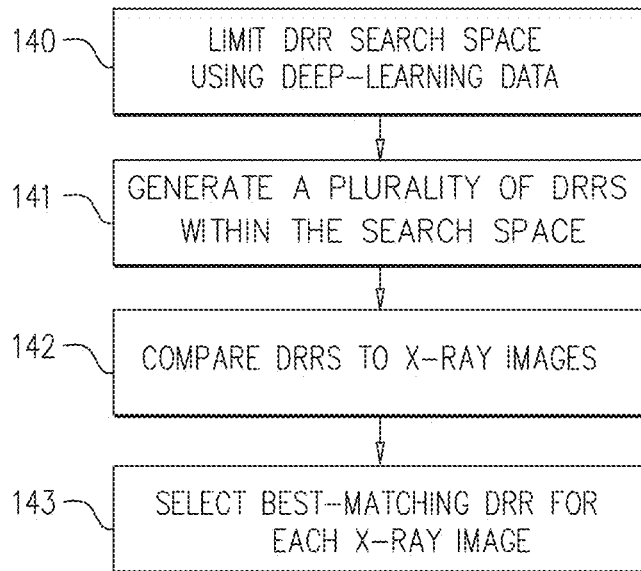 140
LIMIT DRR SEARCH SPACE
USING DEEP-LEARNING DATA
141
GENERATE A PLURALITY OF DRRS
WITHIN THE SEARCH SPACE
142
COMPARE DRRS TO X-RAY IMAGES
143
SELECT BEST-MATCHING DRR FOR
EACH X-RAY IMAGE